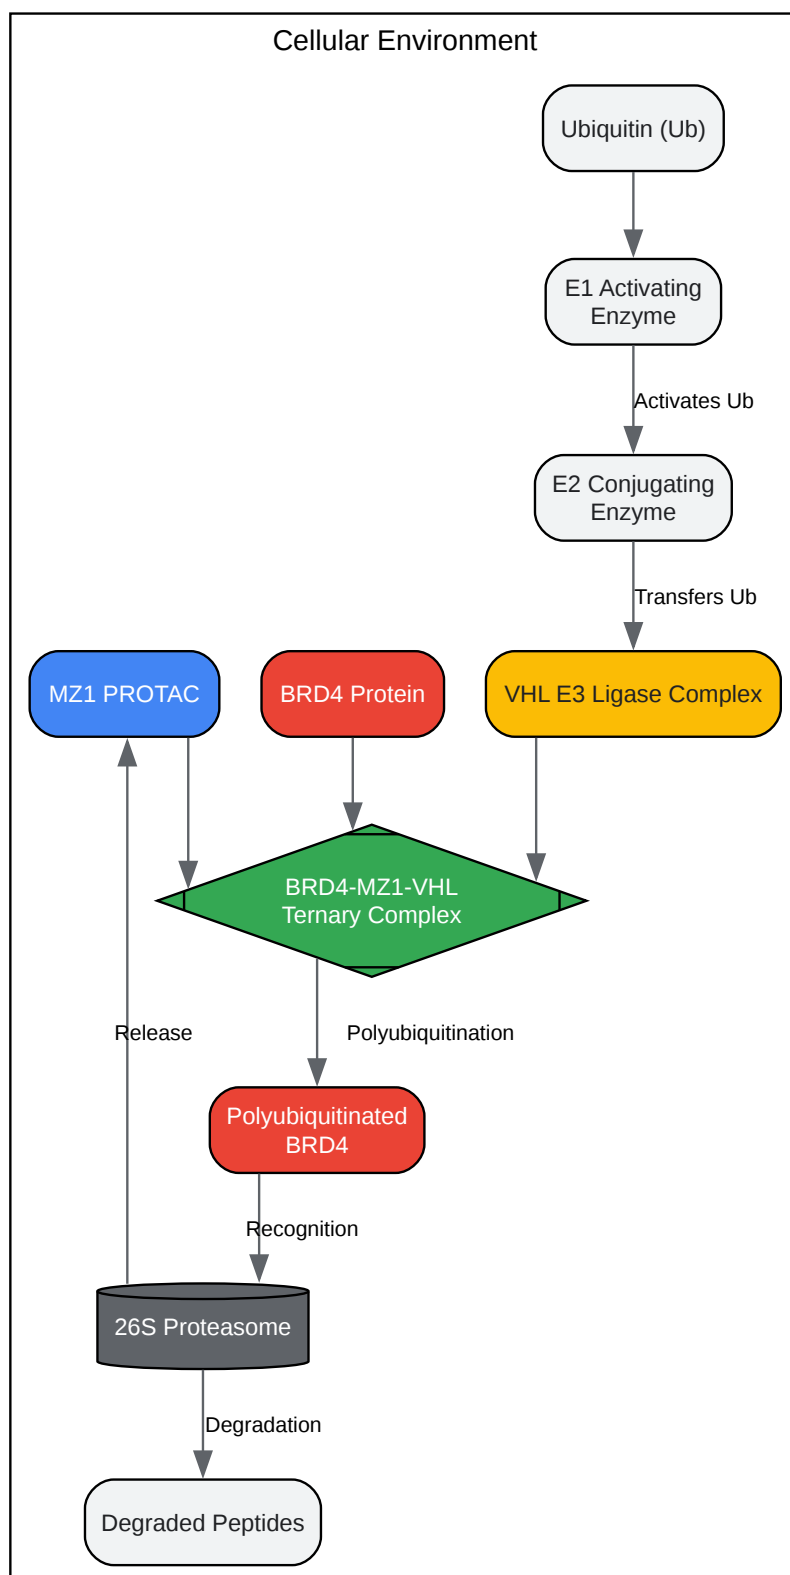 Cellular Environment
Ubiquitin (Ub)
E1 Activating
Enzyme
Activates Ub
E2 Conjugating
Enzyme
Transfers Ub
MZ1 PROTAC
BRD4 Protein
VHL E3 Ligase Complex
BRD4-MZ1-VHL
Ternary Complex
Release
Polyubiquitination
Polyubiquitinated
BRD4
Recognition
26S Proteasome
Degradation
Degraded Peptides